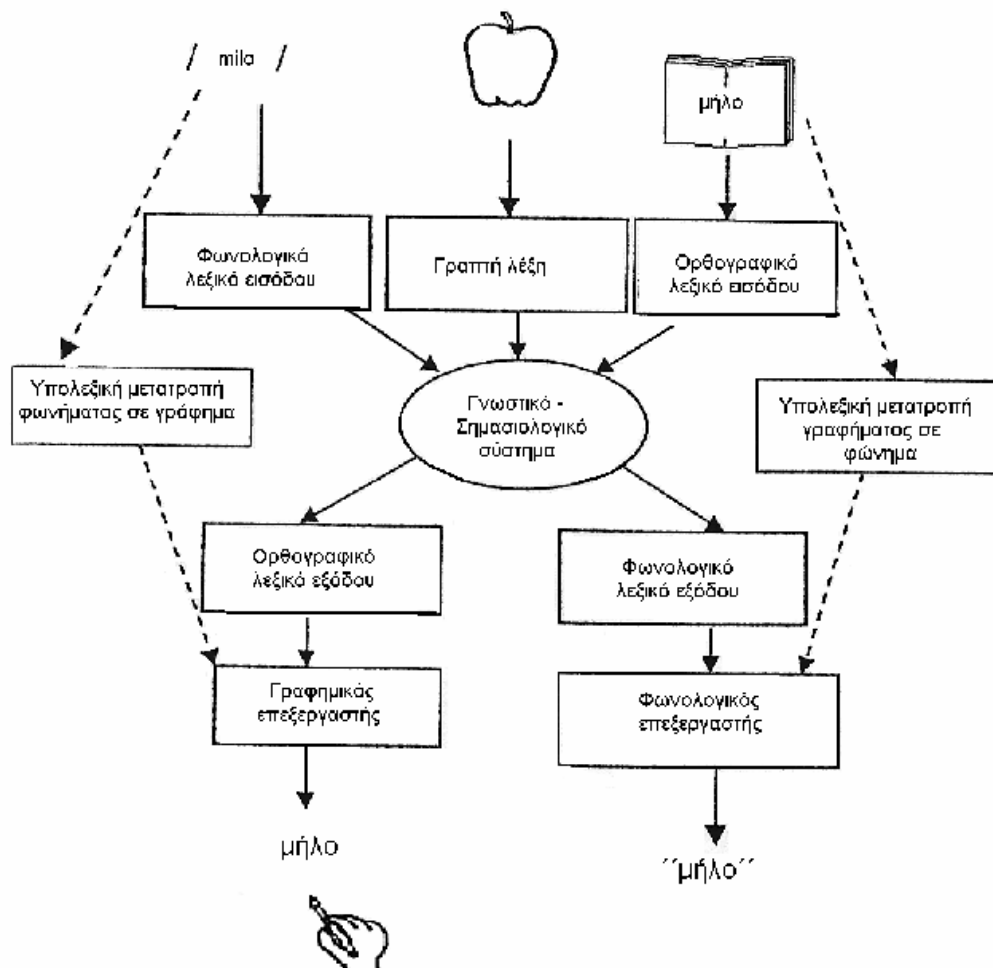 / mila /
μήλο
Φωνολογικό
λεξικό εισόδου
Γραπτή λέξη
Ορθογραφικό
λεξικό εισόδου
Υπολεξική μετατροπή
φωνήματος σε γράφημα
Γνωστικό -
Σημασιολογικό
σύστημα
Υπολεξική μετατροπή
γραφήματος σε
φώνημα
Ορθογραφικό
λεξικό εξόδου
Φωνολογικό
λεξικό εξόδου
Γραφημικός
επεξεργαστής
Φωνολογικός
επεξεργαστής
μήλο
´´μήλο´´